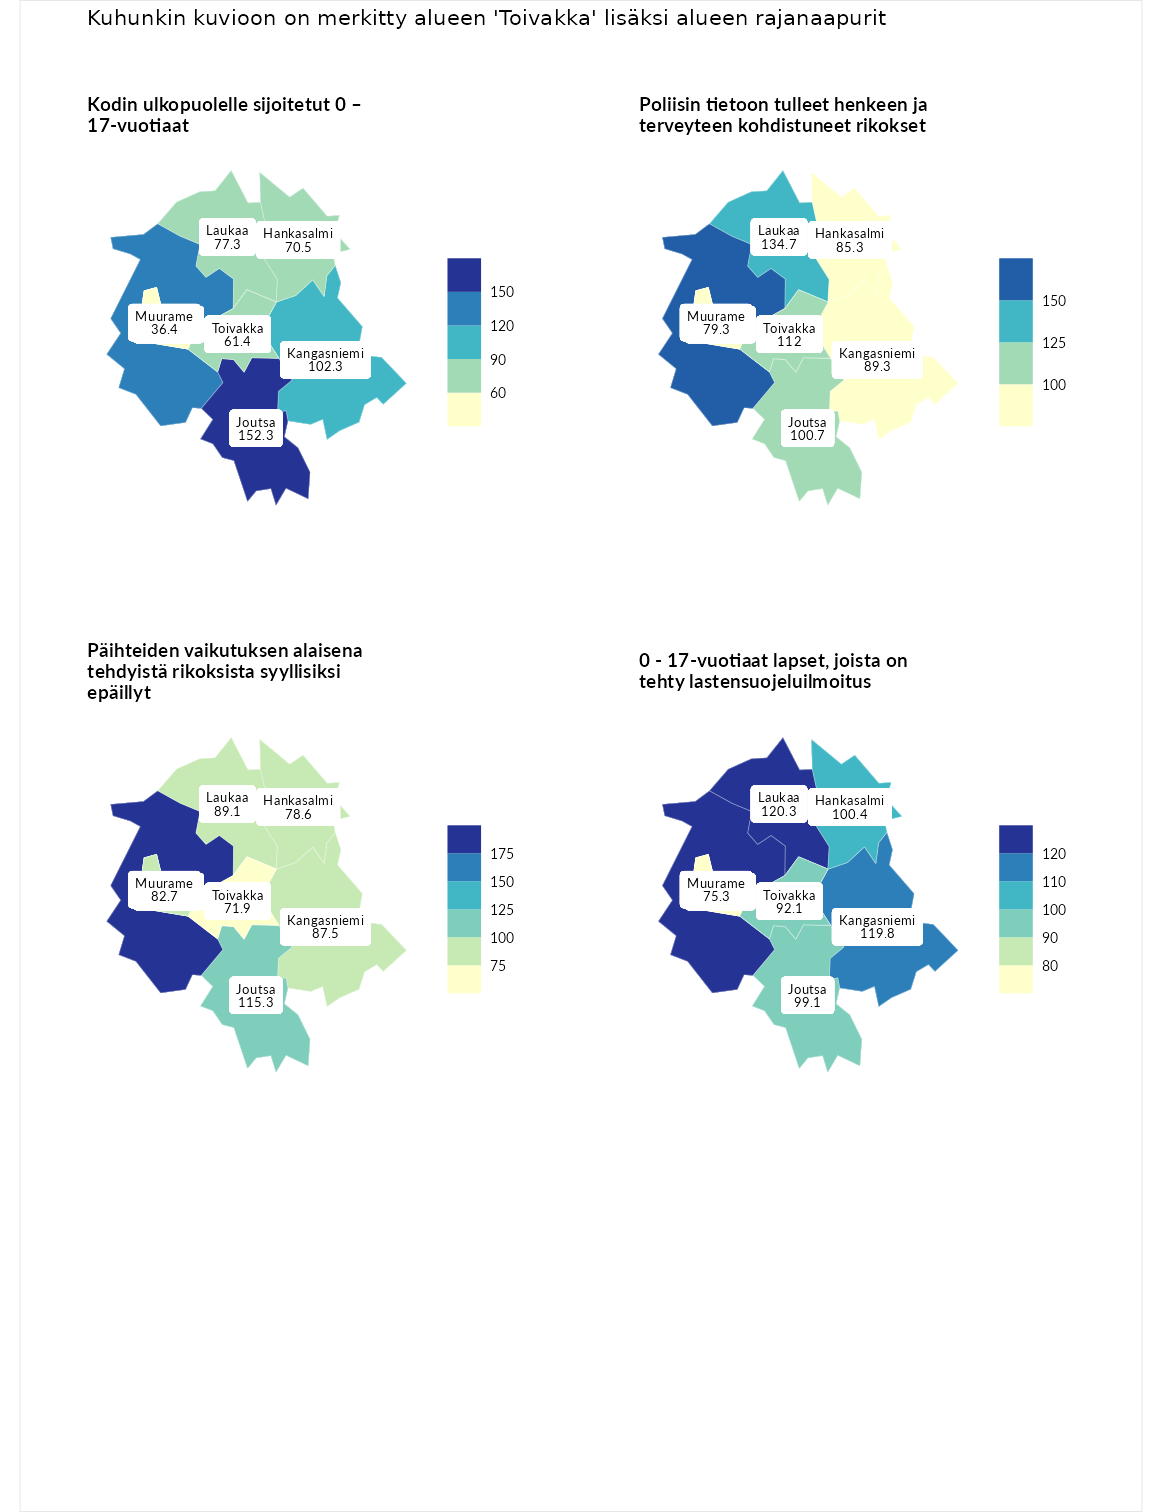 Kuhunkin kuvioon on merkitty alueen 'Toivakka' lisäksi alueen rajanaapurit
Kodin ulkopuolelle sijoitetut 0 –
17-vuotiaat
Laukaa
77.3
Hankasalmi
70.5
Muurame
36.4
Toivakka
61.4
Kangasniemi
102.3
Joutsa
152.3
150
120
90
60
Poliisin tietoon tulleet henkeen ja
terveyteen kohdistuneet rikokset
Laukaa
134.7
Hankasalmi
85.3
Muurame
79.3
Toivakka
112
Kangasniemi
89.3
Joutsa
100.7
150
125
100
Päihteiden vaikutuksen alaisena
tehdyistä rikoksista syyllisiksi
epäillyt
Laukaa
89.1
Hankasalmi
78.6
Muurame
82.7
Toivakka
71.9
Kangasniemi
87.5
Joutsa
115.3
175
150
125
100
75
0 - 17-vuotiaat lapset, joista on
tehty lastensuojeluilmoitus
Laukaa
120.3
Hankasalmi
100.4
Muurame
75.3
Toivakka
92.1
Kangasniemi
119.8
Joutsa
99.1
120
110
100
90
80